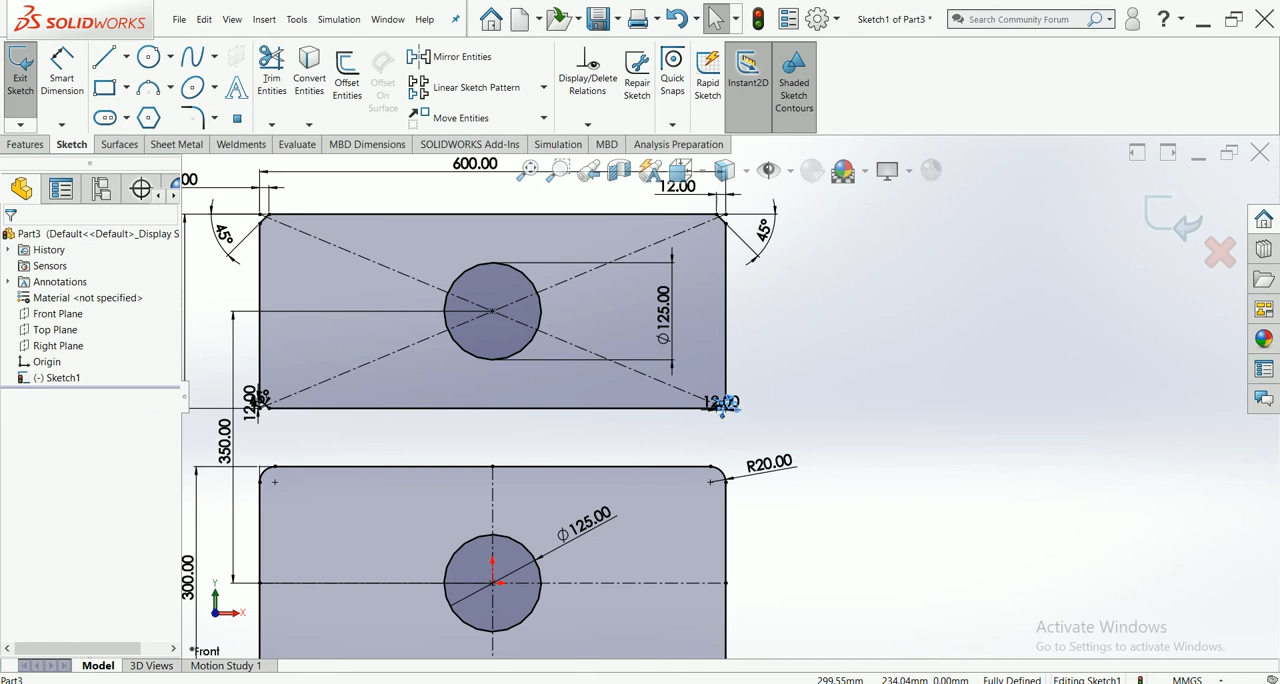 SOLIDWORKS
File Edit View Insert Tools Simulation Window Help
Sketch1 of Part3 *
Search Community Forum
?
Exit Sketch
Smart Dimension
Trim Entities
Convert Entities
Offset Entities
Offset On Surface
Mirror Entities
Linear Sketch Pattern
Move Entities
Display/Delete Relations
Repair Sketch
Quick Snaps
Rapid Sketch
Instant2D
Shaded Sketch Contours
Features Sketch Surfaces Sheet Metal Weldments Evaluate MBD Dimensions SOLIDWORKS Add-Ins Simulation MBD Analysis Preparation
Part3 (Default<<Default>_Display S
History
Sensors
Annotations
Material <not specified>
Front Plane
Top Plane
Right Plane
Origin
(-) Sketch1
600.00
00
12.00
45°
45°
Ø125.00
12.00
12.00
350.00
R20.00
Ø125.00
300.00
Y
X
*Front
Activate Windows
Go to Settings to activate Windows.
Model 3D Views Motion Study 1
Part3
299.55mm 234.04mm 0.00mm Fully Defined Editing Sketch1 MMGS